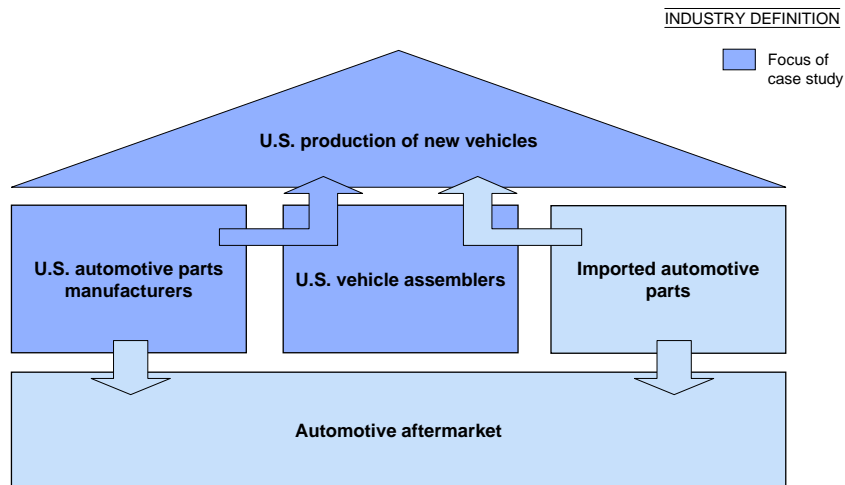 INDUSTRY DEFINITION
Focus of
case study
U.S. production of new vehicles
U.S. automotive parts
manufacturers
U.S. vehicle assemblers
Imported automotive
parts
Automotive aftermarket